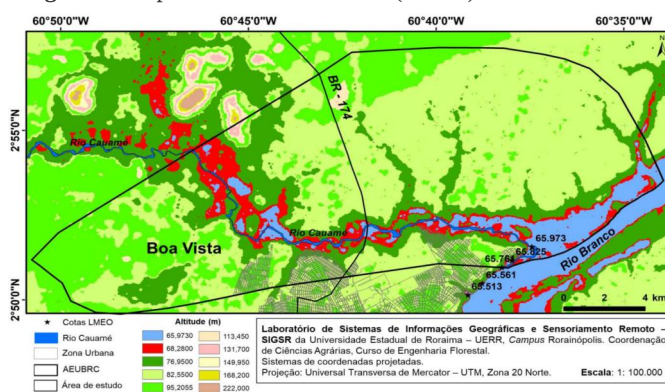 60°50'0"W 60°45'0"W 60°40'0"W 60°35'0"W
N
BR - 174
2°55'0"N
Rio Cauamé
Rio Cauamé
Boa Vista
65.973
65.825
65.761
65.561
65.513
Rio Branco
2°50'0"N
0 2 4 km
Cotas LMEO
Rio Cauamé
Zona Urbana
AEUBRC
Área de estudo
Altitude (m)
65,9730 113,450
68,2800 131,700
76,9500 149,950
82,5500 168,200
95,2055 222,000
Laboratório de Sistemas de Informações Geográficas e Sensoriamento Remoto –
SIGSR da Universidade Estadual de Roraima – UERR, Campus Rorainópolis. Coordenação
de Ciências Agrárias, Curso de Engenharia Florestal.
Sistemas de coordenadas projetadas.
Projeção: Universal Transversa de Mercator – UTM, Zona 20 Norte. Escala: 1: 100.000